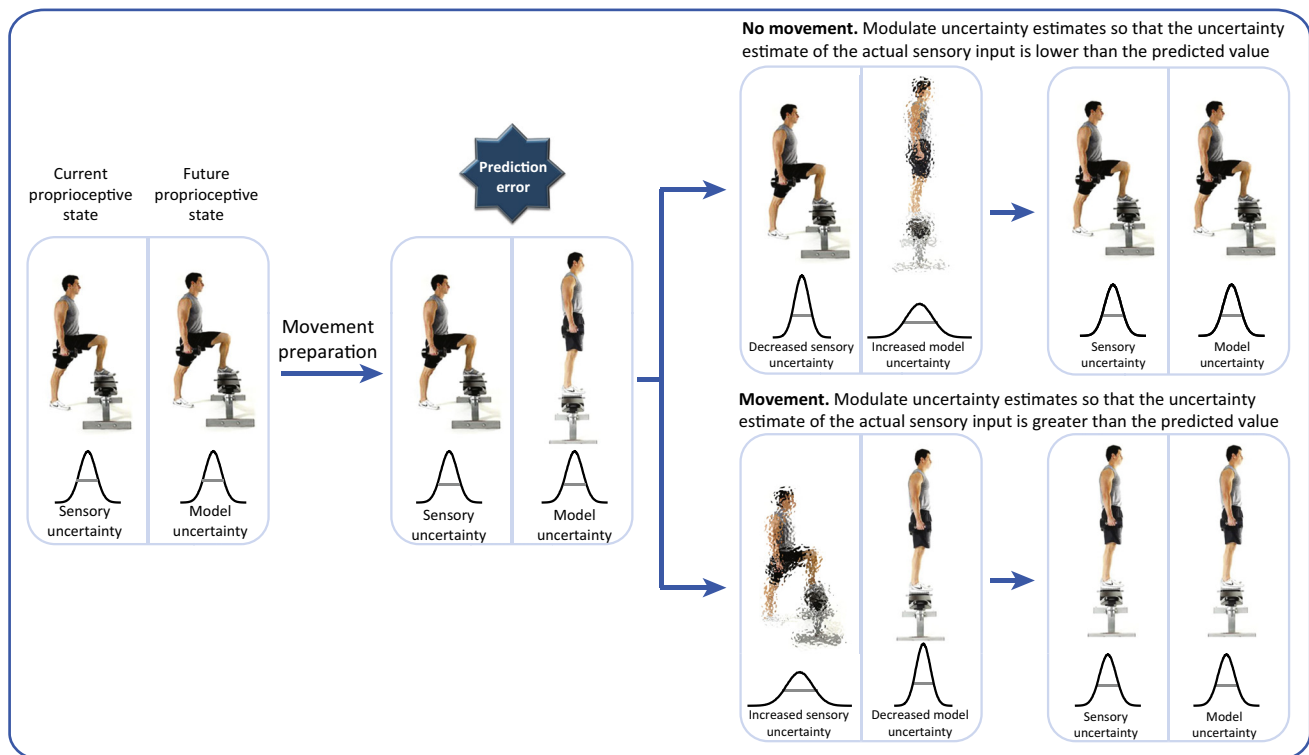 No movement. Modulate uncertainty estimates so that the uncertainty
estimate of the actual sensory input is lower than the predicted value
Current
proprioceptive
state
Future
proprioceptive
state
Prediction
error
Movement
preparation
Sensory
uncertainty
Model
uncertainty
Sensory
uncertainty
Model
uncertainty
Decreased sensory
uncertainty
Increased model
uncertainty
Sensory
uncertainty
Model
uncertainty
Movement. Modulate uncertainty estimates so that the uncertainty
estimate of the actual sensory input is greater than the predicted value
Increased sensory
uncertainty
Decreased model
uncertainty
Sensory
uncertainty
Model
uncertainty